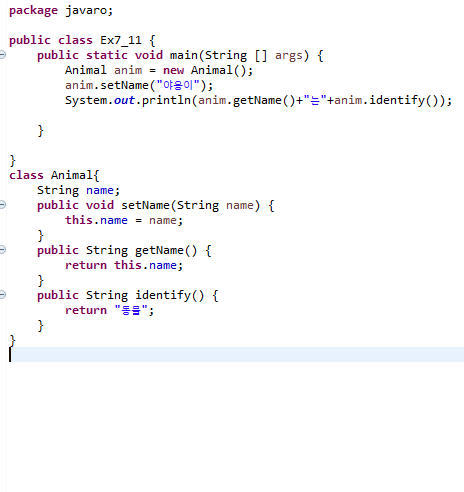 package javaro;
public class Ex7_11 {
public static void main(String [] args) {
Animal anim = new Animal();
anim.setName("야옹이");
System.out.println(anim.getName()+"는"+anim.identify());
}
}
class Animal{
String name;
public void setName(String name) {
this.name = name;
}
public String getName() {
return this.name;
}
public String identify() {
return "동물";
}
}